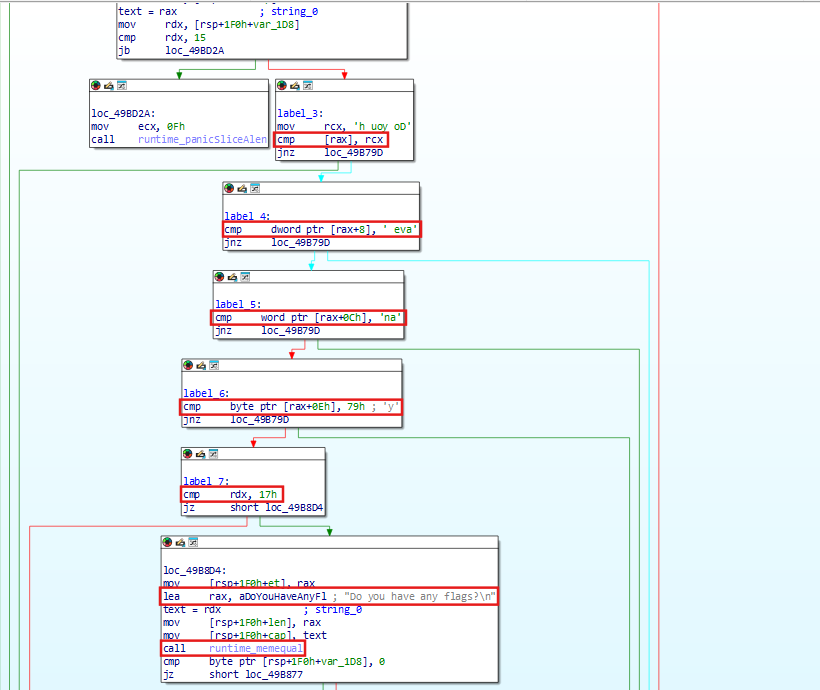 text = rax ; string_0
mov rdx, [rsp+1F0h+var_1D8]
cmp rdx, 15
jb loc_49BD2A
loc_49BD2A:
mov ecx, 0Fh
call runtime_panicSliceAlen
label_3:
mov rcx, 'h uoy oD'
cmp [rax], rcx
jnz loc_49B79D
label_4:
cmp dword ptr [rax+8], ' eva'
jnz loc_49B79D
label_5:
cmp word ptr [rax+0Ch], 'na'
jnz loc_49B79D
label_6:
cmp byte ptr [rax+0Eh], 79h ; 'y'
jnz loc_49B79D
label_7:
cmp rdx, 17h
jz short loc_49B8D4
loc_49B8D4:
mov [rsp+1F0h+et], rax
lea rax, aDoYouHaveAnyFl ; "Do you have any flags?\n"
text = rdx ; string_0
mov [rsp+1F0h+len], rax
mov [rsp+1F0h+cap], text
call runtime_memequal
cmp byte ptr [rsp+1F0h+var_1D8], 0
jz short loc_49B877